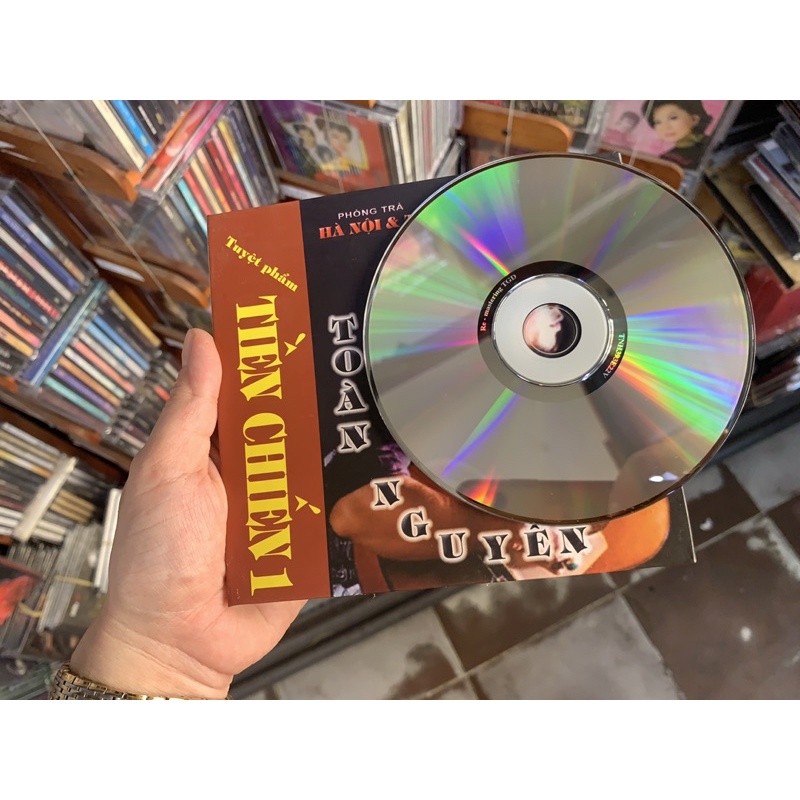 PHÒNG TRÀ
HÀ NỘI &
Tuyệt phẩm
TIỀN CHIẾN 1
TOÀN
NGUYÊN
Re - mastering TGD